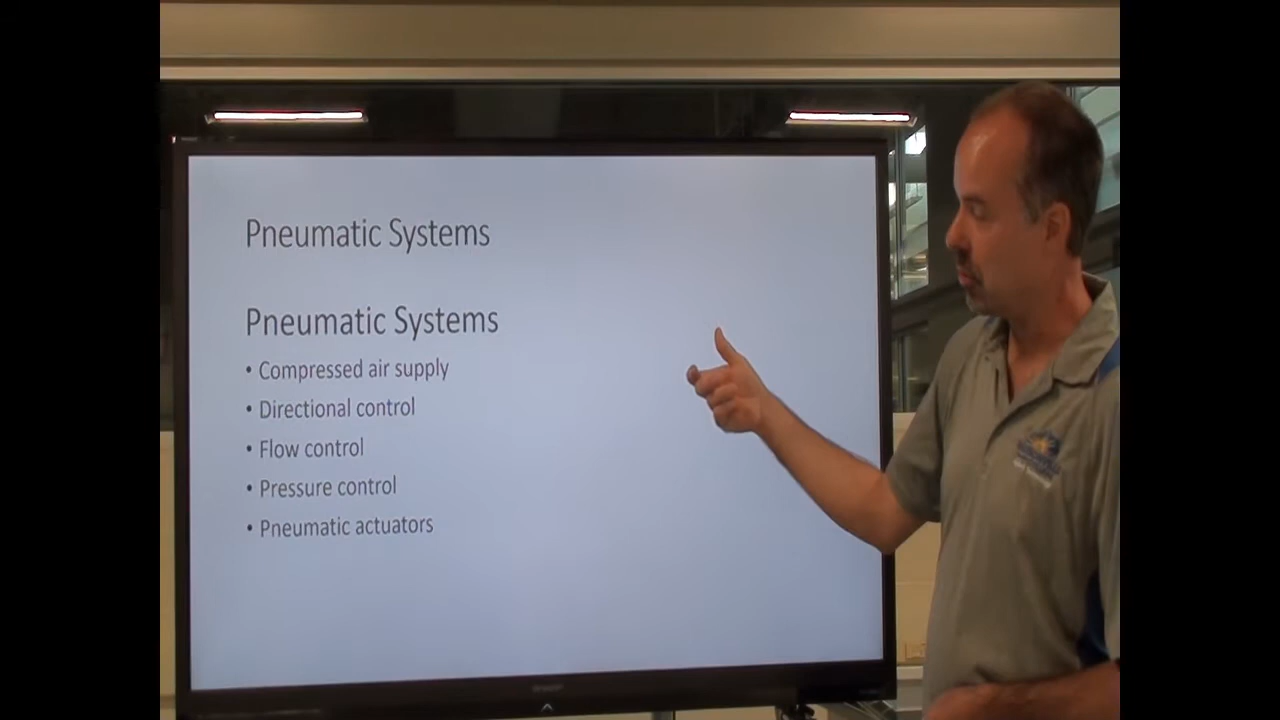 Pneumatic Systems
Pneumatic Systems
• Compressed air supply
• Directional control
• Flow control
• Pressure control
• Pneumatic actuators